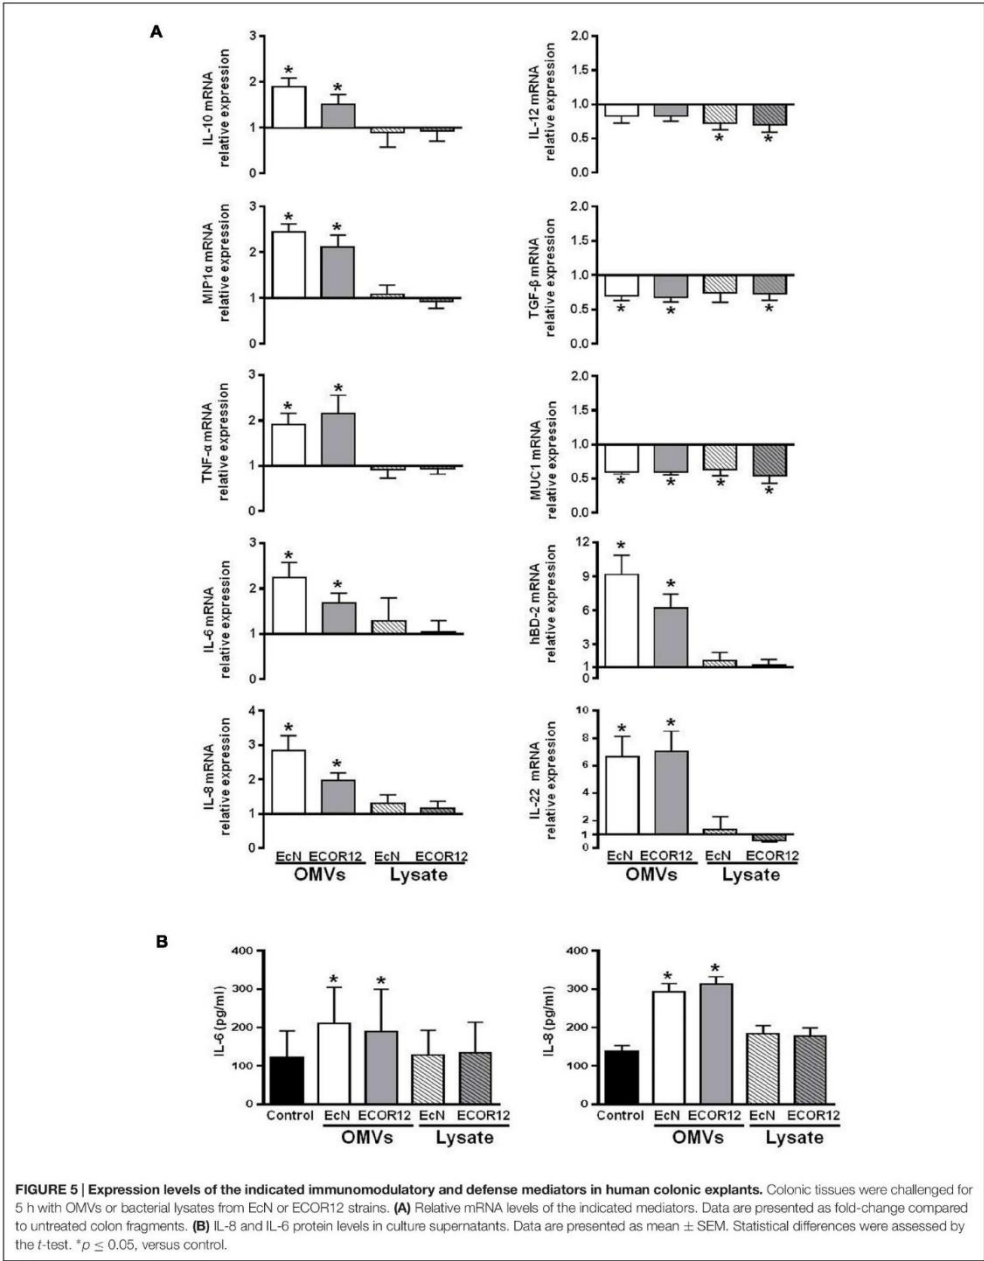 A
IL-10 mRNA
relative expression
3
2
1
0
* *
IL-12 mRNA
relative expression
2.0
1.5
1.0
0.5
0.0
* *
MIP1α mRNA
relative expression
3
2
1
0
* *
TGF-β mRNA
relative expression
2.0
1.5
1.0
0.5
0.0
* * *
TNF-α mRNA
relative expression
3
2
1
0
* *
MUC1 mRNA
relative expression
2.0
1.5
1.0
0.5
0.0
* * * *
IL-6 mRNA
relative expression
3
2
1
0
* *
hBD-2 mRNA
relative expression
12
9
6
3
1
0
* *
IL-8 mRNA
relative expression
4
3
2
1
0
* *
EcN ECOR12 EcN ECOR12
OMVs Lysate
IL-22 mRNA
relative expression
10
8
6
4
2
1
0
* *
EcN ECOR12 EcN ECOR12
OMVs Lysate
B
IL-6 (pg/ml)
400
300
200
100
0
* *
Control EcN ECOR12 EcN ECOR12
OMVs Lysate
IL-8 (pg/ml)
400
300
200
100
0
* *
Control EcN ECOR12 EcN ECOR12
OMVs Lysate
FIGURE 5 | Expression levels of the indicated immunomodulatory and defense mediators in human colonic explants. Colonic tissues were challenged for
5 h with OMVs or bacterial lysates from EcN or ECOR12 strains. (A) Relative mRNA levels of the indicated mediators. Data are presented as fold-change compared
to untreated colon fragments. (B) IL-8 and IL-6 protein levels in culture supernatants. Data are presented as mean ± SEM. Statistical differences were assessed by
the t-test. *p ≤ 0.05, versus control.